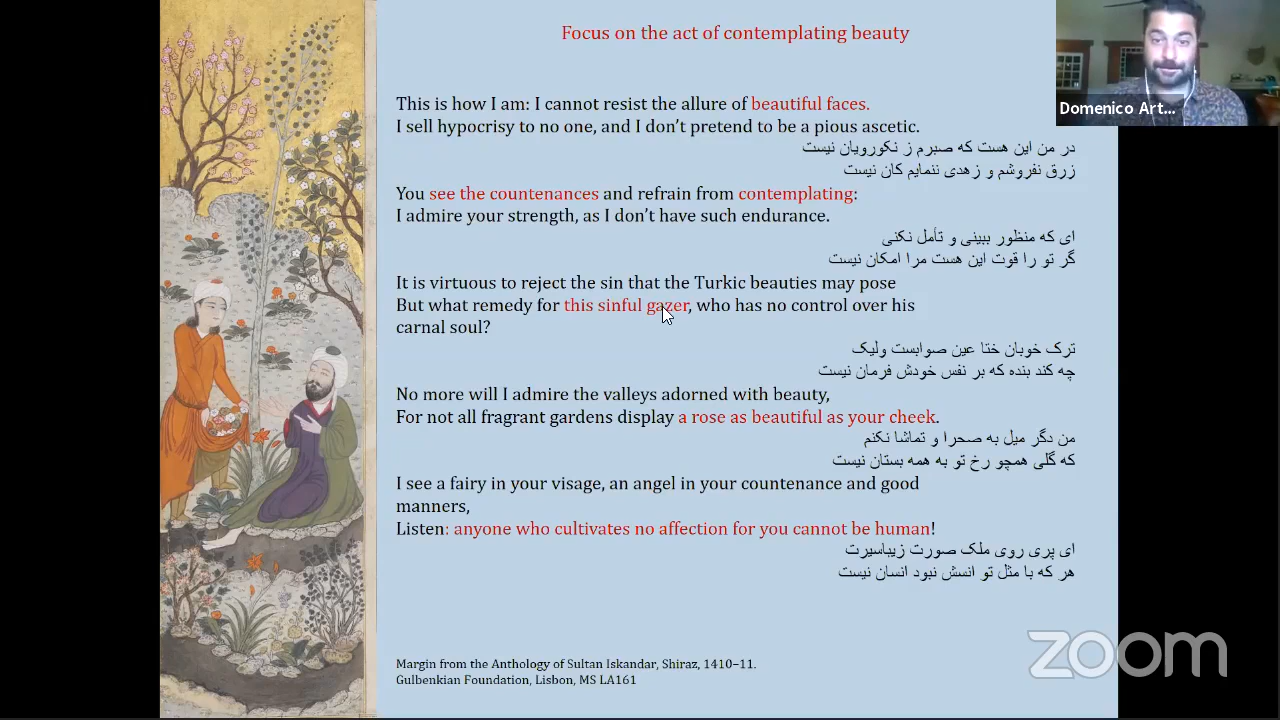 Focus on the act of contemplating beauty
Domenico Art...
This is how I am: I cannot resist the allure of beautiful faces.
I sell hypocrisy to no one, and I don’t pretend to be a pious ascetic.
در من این هست که صبرم ز نکورویان نیست
زرق نفروشم و زهدی ننمایم کان نیست
You see the countenances and refrain from contemplating:
I admire your strength, as I don’t have such endurance.
ای که منظور ببینی و تأمل نکنی
گر تو را قوت این هست مرا امکان نیست
It is virtuous to reject the sin that the Turkic beauties may pose
But what remedy for this sinful gazer, who has no control over his
carnal soul?
ترک خوبان ختا عین صوابست ولیک
چه کند بنده که بر نفس خودش فرمان نیست
No more will I admire the valleys adorned with beauty,
For not all fragrant gardens display a rose as beautiful as your cheek.
من دگر میل به صحرا و تماشا نکنم
که گلی همچو رخ تو به همه بستان نیست
I see a fairy in your visage, an angel in your countenance and good
manners,
Listen: anyone who cultivates no affection for you cannot be human!
ای پری روی ملک صورت زیباسیرت
هر که با مثل تو انسش نبود انسان نیست
Margin from the Anthology of Sultan Iskandar, Shiraz, 1410–11.
Gulbenkian Foundation, Lisbon, MS LA161
zoom